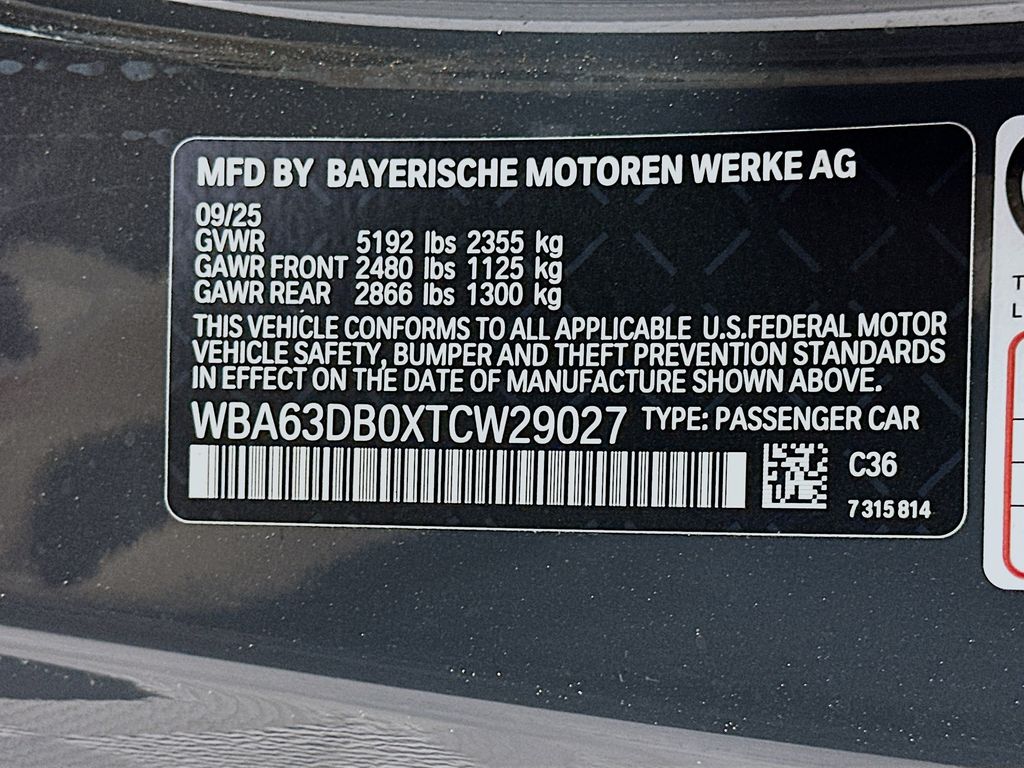 MFD BY BAYERISCHE MOTOREN WERKE AG
09/25
GVWR 5192 lbs 2355 kg
GAWR FRONT 2480 lbs 1125 kg
GAWR REAR 2866 lbs 1300 kg
THIS VEHICLE CONFORMS TO ALL APPLICABLE U.S.FEDERAL MOTOR
VEHICLE SAFETY, BUMPER AND THEFT PREVENTION STANDARDS
IN EFFECT ON THE DATE OF MANUFACTURE SHOWN ABOVE.
WBA63DB0XTCW29027 TYPE: PASSENGER CAR
C36
7 315 814
T
L